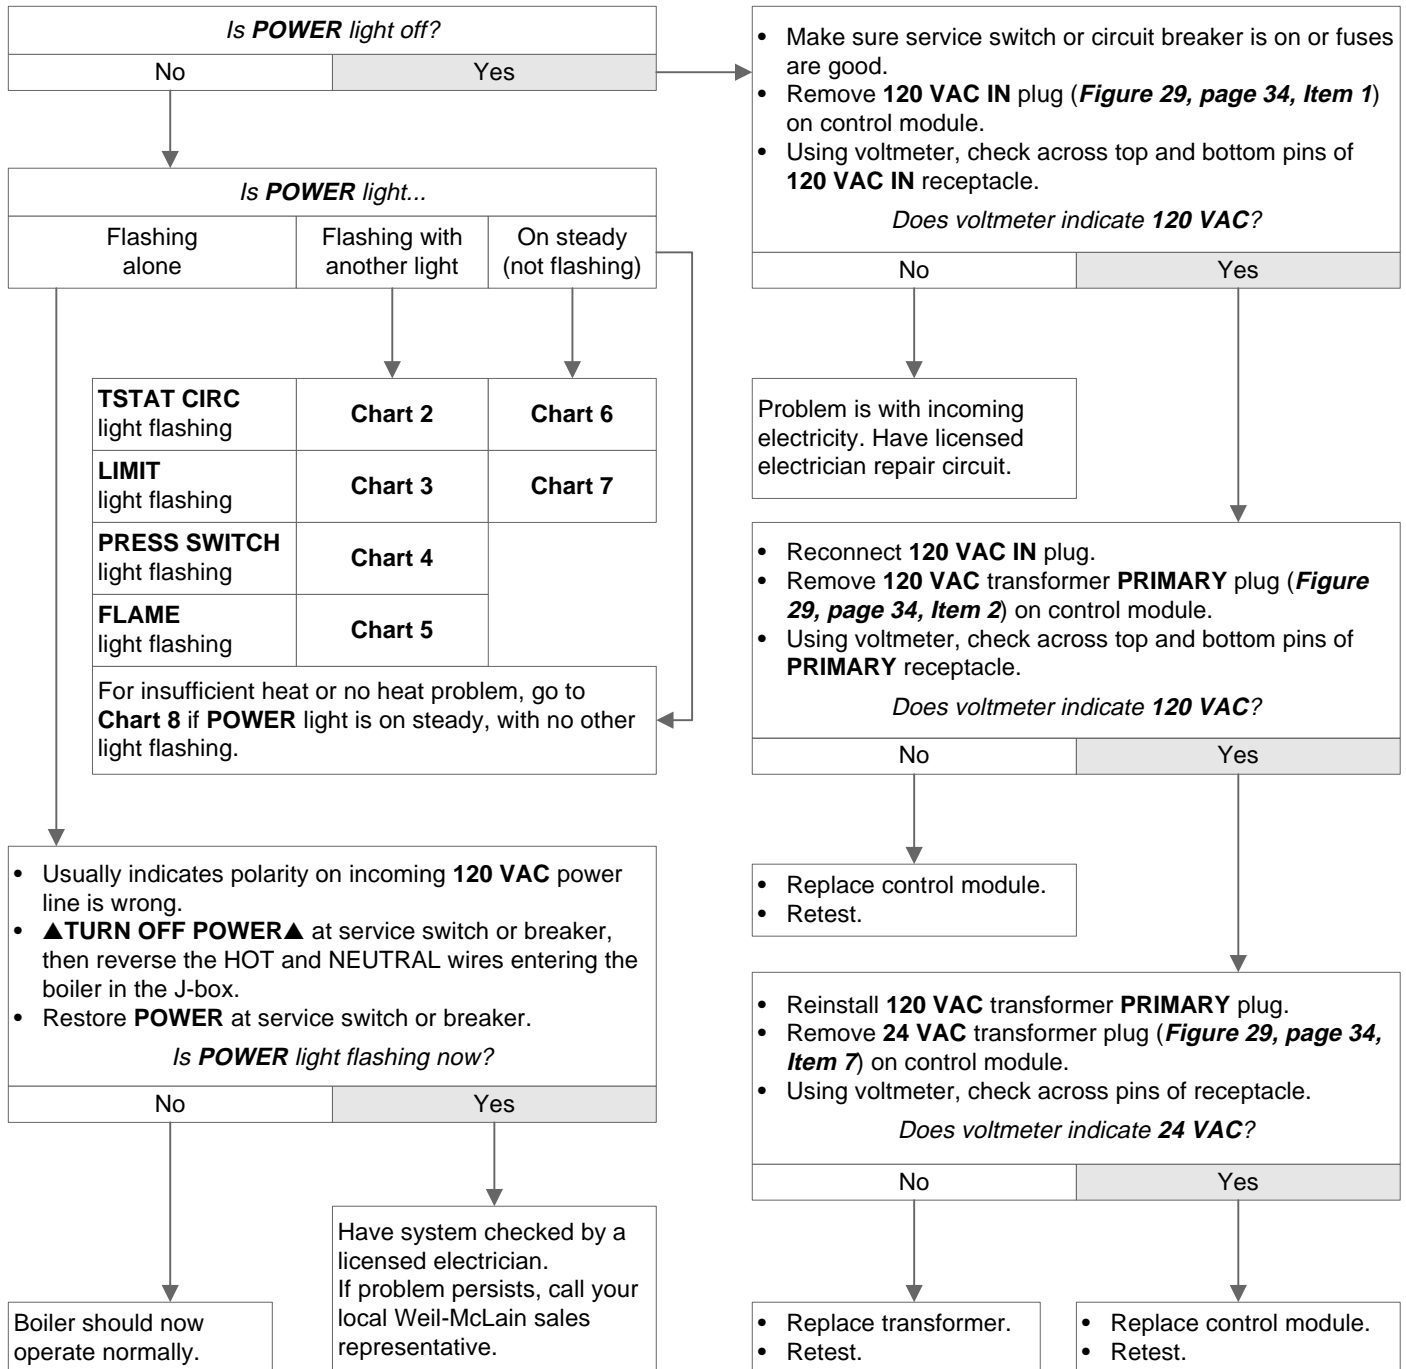 Is POWER light off?
No
Yes
Is POWER light...
Flashing
alone
Flashing with
another light
On steady
(not flashing)
TSTAT CIRC
light flashing
Chart 2
Chart 6
LIMIT
light flashing
Chart 3
Chart 7
PRESS SWITCH
light flashing
Chart 4
FLAME
light flashing
Chart 5
For insufficient heat or no heat problem, go to
Chart 8 if POWER light is on steady, with no other
light flashing.
• Usually indicates polarity on incoming 120 VAC power
line is wrong.
• ▲TURN OFF POWER▲ at service switch or breaker,
then reverse the HOT and NEUTRAL wires entering the
boiler in the J-box.
• Restore POWER at service switch or breaker.
Is POWER light flashing now?
No
Yes
Boiler should now
operate normally.
Have system checked by a
licensed electrician.
If problem persists, call your
local Weil-McLain sales
representative.
• Make sure service switch or circuit breaker is on or fuses
are good.
• Remove 120 VAC IN plug (Figure 29, page 34, Item 1)
on control module.
• Using voltmeter, check across top and bottom pins of
120 VAC IN receptacle.
Does voltmeter indicate 120 VAC?
No
Yes
Problem is with incoming
electricity. Have licensed
electrician repair circuit.
• Reconnect 120 VAC IN plug.
• Remove 120 VAC transformer PRIMARY plug (Figure
29, page 34, Item 2) on control module.
• Using voltmeter, check across top and bottom pins of
PRIMARY receptacle.
Does voltmeter indicate 120 VAC?
No
Yes
• Replace control module.
• Retest.
• Reinstall 120 VAC transformer PRIMARY plug.
• Remove 24 VAC transformer plug (Figure 29, page 34,
Item 7) on control module.
• Using voltmeter, check across pins of receptacle.
Does voltmeter indicate 24 VAC?
No
Yes
• Replace transformer.
• Retest.
• Replace control module.
• Retest.